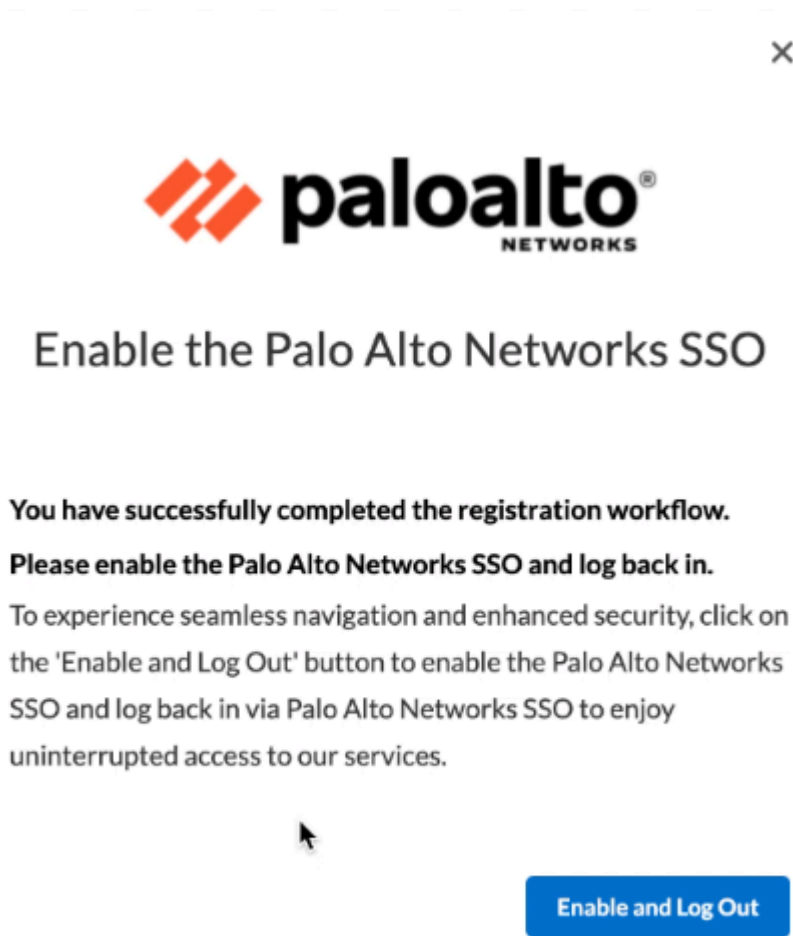 paloalto®
NETWORKS
Enable the Palo Alto Networks SSO
You have successfully completed the registration workflow.
Please enable the Palo Alto Networks SSO and log back in.
To experience seamless navigation and enhanced security, click on
the 'Enable and Log Out' button to enable the Palo Alto Networks
SSO and log back in via Palo Alto Networks SSO to enjoy
uninterrupted access to our services.
Enable and Log Out